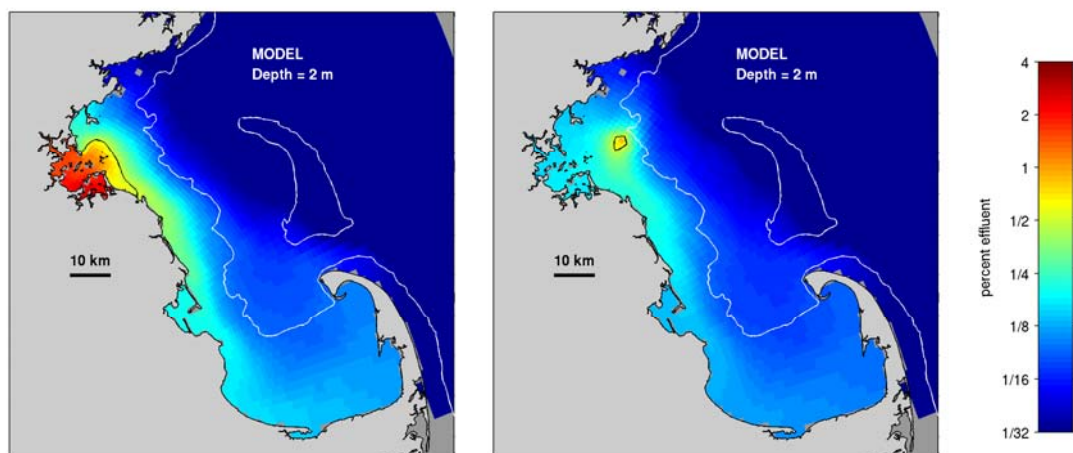 MODEL
Depth = 2 m
10 km
MODEL
Depth = 2 m
10 km
4
2
1
1/2
1/4
1/8
1/16
1/32
percent effluent